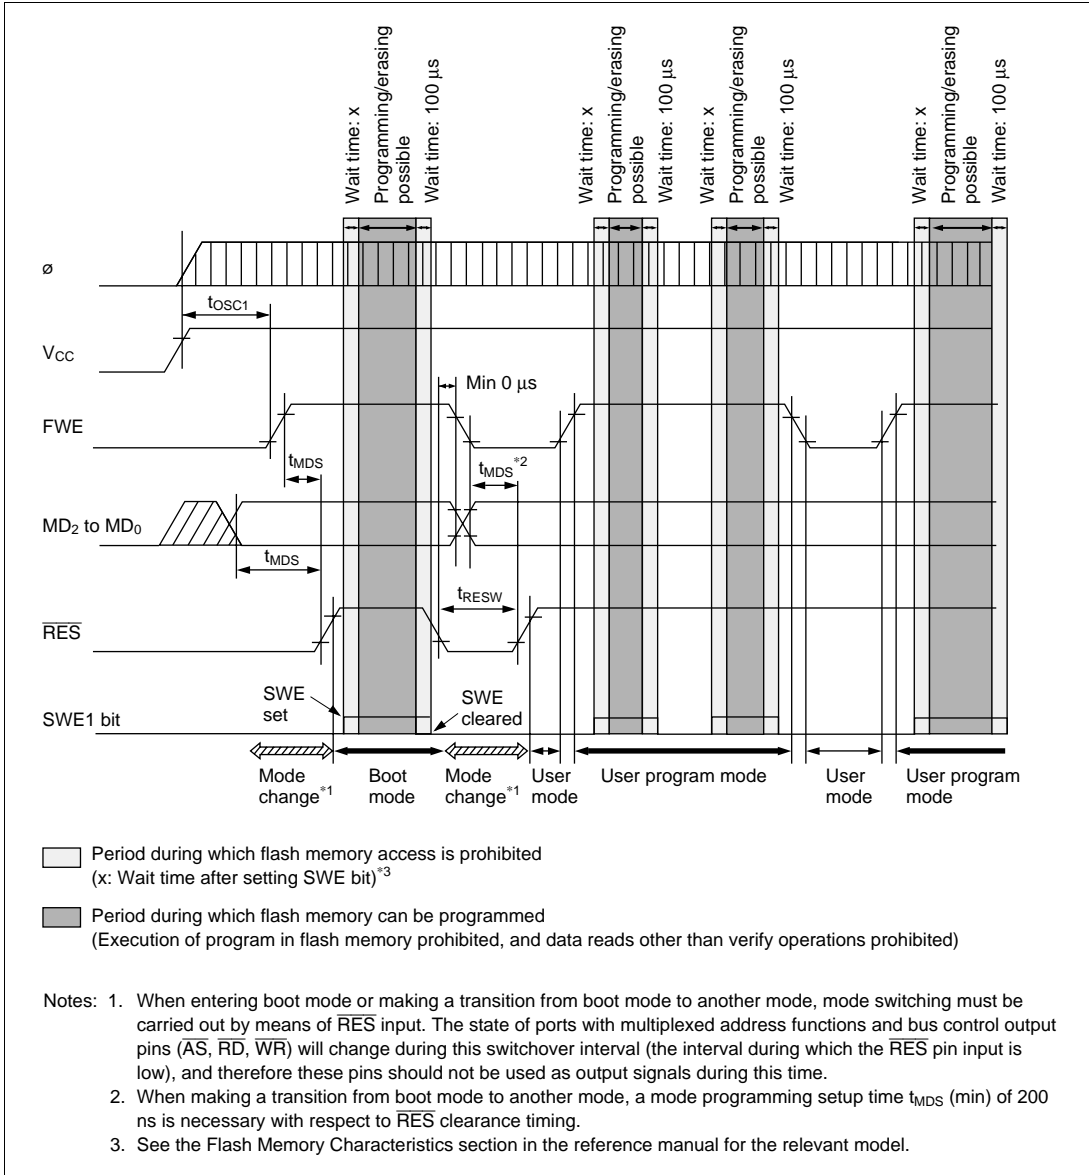 Wait time: x
Programming/erasing
possible
Wait time: 100 µs
Wait time: x
Programming/erasing
possible
Wait time: 100 µs
Wait time: x
Programming/erasing
possible
Wait time: 100 µs
Wait time: x
Programming/erasing
possible
Wait time: 100 µs
ø
tOSC1
VCC
Min 0 µs
FWE
tMDS
tMDS*2
MD2 to MD0
tMDS
tRESW
RES
SWE
set
SWE
cleared
SWE1 bit
Mode
change*1
Boot
mode
Mode
change*1
User
mode
User program mode
User
mode
User program
mode
Period during which flash memory access is prohibited
(x: Wait time after setting SWE bit)*3
Period during which flash memory can be programmed
(Execution of program in flash memory prohibited, and data reads other than verify operations prohibited)
Notes: 1. When entering boot mode or making a transition from boot mode to another mode, mode switching must be
carried out by means of RES input. The state of ports with multiplexed address functions and bus control output
pins (AS, RD, WR) will change during this switchover interval (the interval during which the RES pin input is
low), and therefore these pins should not be used as output signals during this time.
2. When making a transition from boot mode to another mode, a mode programming setup time tMDS (min) of 200
ns is necessary with respect to RES clearance timing.
3. See the Flash Memory Characteristics section in the reference manual for the relevant model.